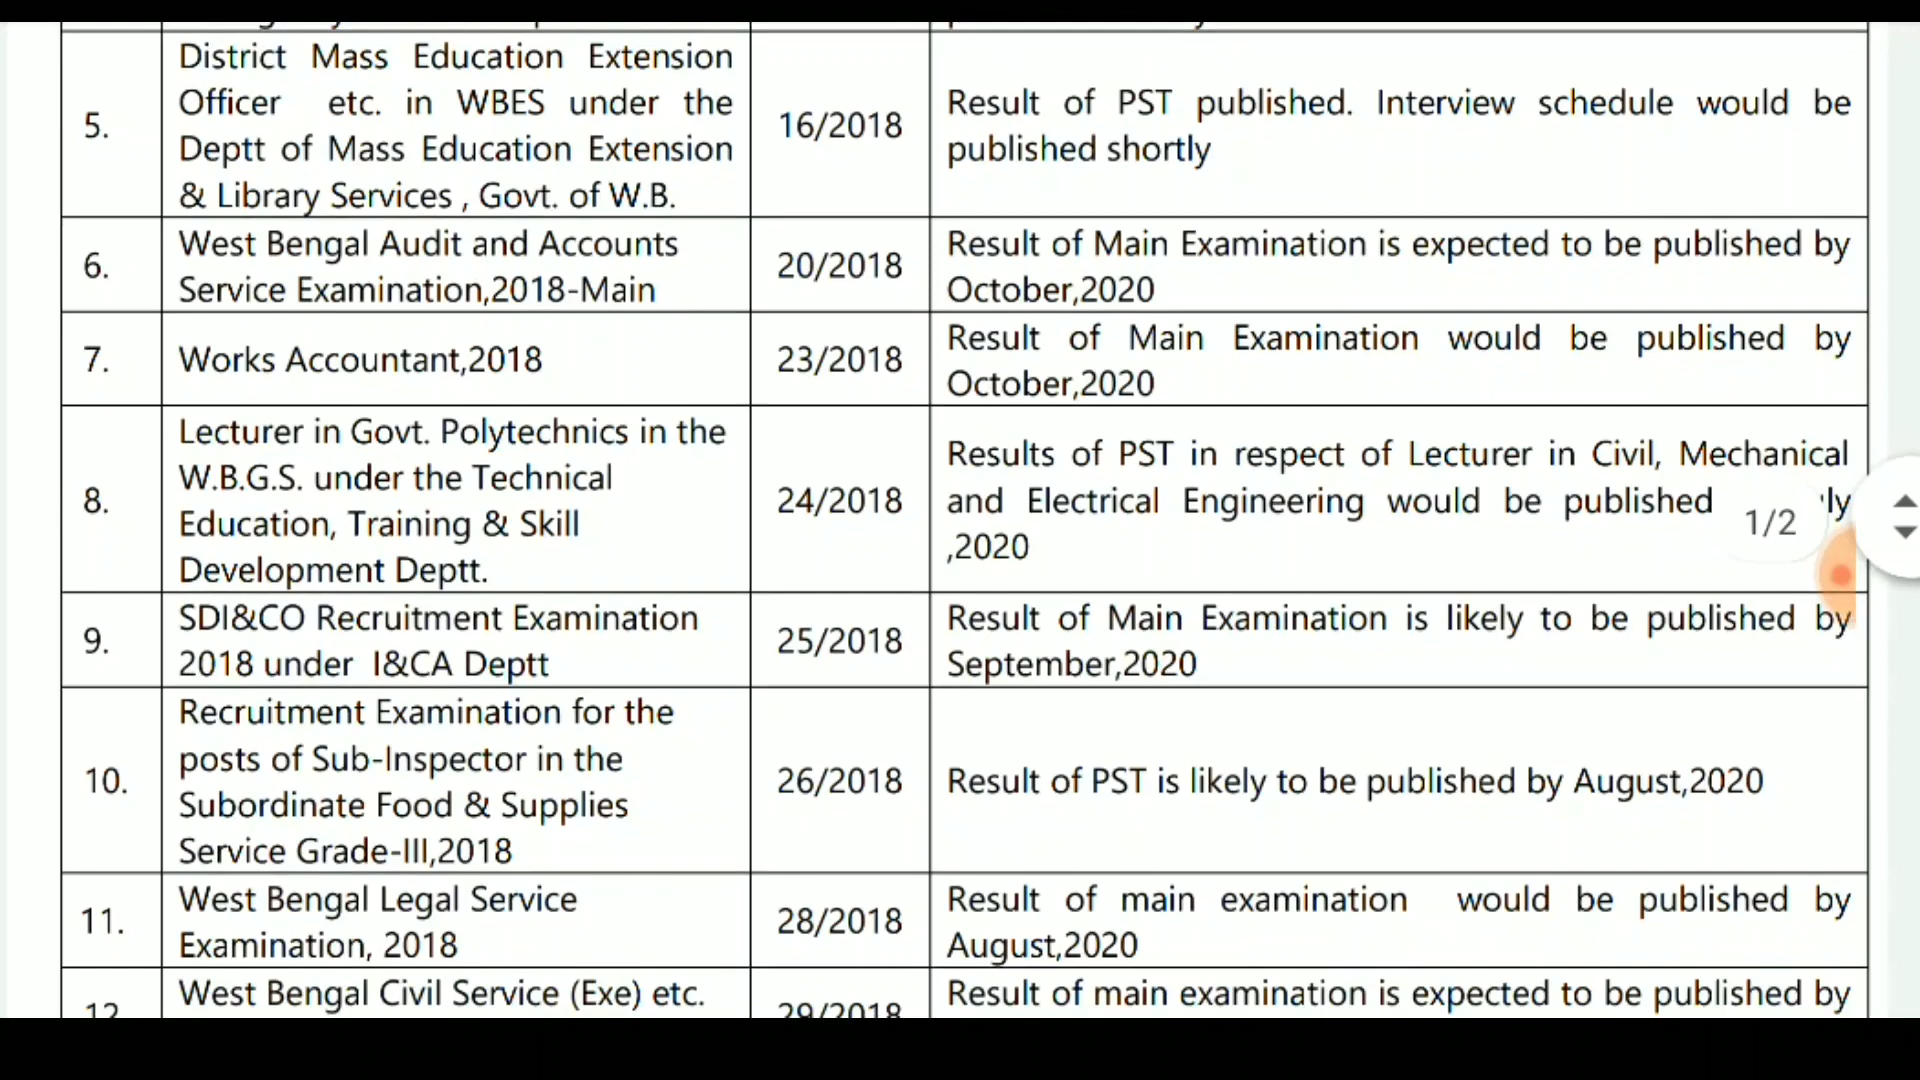 District Mass Education Extension
Officer etc. in WBES under the
5. Deptt of Mass Education Extension
& Library Services , Govt. of W.B.
16/2018
Result of PST published. Interview schedule would be
published shortly
6.
West Bengal Audit and Accounts
Service Examination,2018-Main
20/2018
Result of Main Examination is expected to be published by
October,2020
7.
Works Accountant,2018
23/2018
Result of Main Examination would be published by
October,2020
8.
Lecturer in Govt. Polytechnics in the
W.B.G.S. under the Technical
Education, Training & Skill
Development Deptt.
24/2018
Results of PST in respect of Lecturer in Civil, Mechanical
and Electrical Engineering would be published
,2020
1/2
9.
SDI&CO Recruitment Examination
2018 under I&CA Deptt
25/2018
Result of Main Examination is likely to be published by
September,2020
10.
Recruitment Examination for the
posts of Sub-Inspector in the
Subordinate Food & Supplies
Service Grade-III,2018
26/2018
Result of PST is likely to be published by August,2020
11.
West Bengal Legal Service
Examination, 2018
28/2018
Result of main examination would be published by
August,2020
12.
West Bengal Civil Service (Exe) etc.
29/2018
Result of main examination is expected to be published by